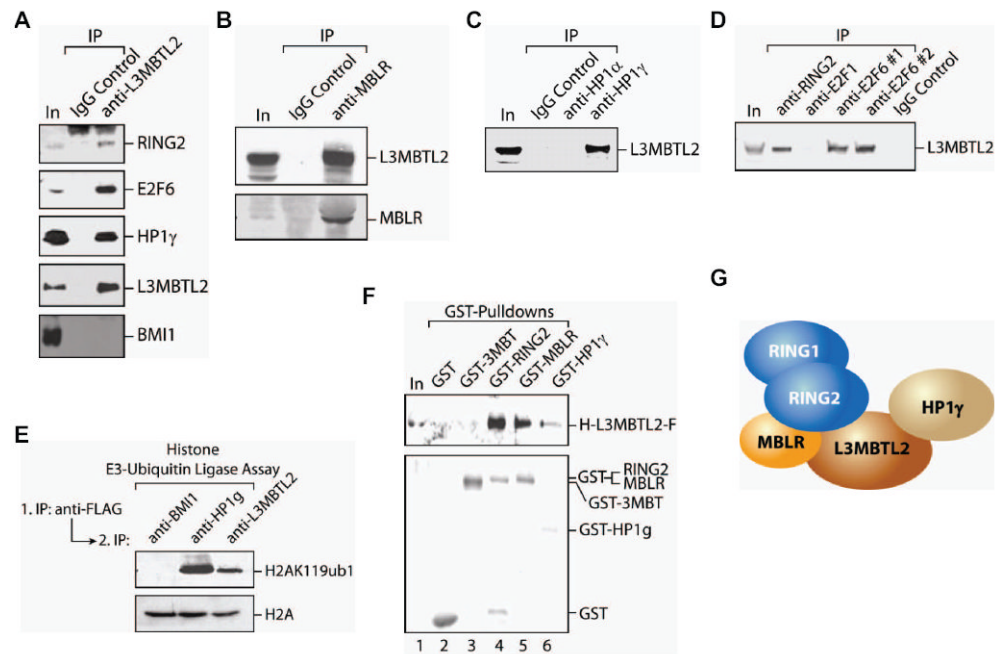 A
IP
In
IgG Control
anti-L3MBTL2
RING2
E2F6
HP1γ
L3MBTL2
BMI1
B
IP
In
IgG Control
anti-MBLR
L3MBTL2
MBLR
C
IP
In
IgG Control
anti-HP1α
anti-HP1γ
L3MBTL2
D
IP
In
anti-RING2
anti-E2F1
anti-E2F6 #1
anti-E2F6 #2
IgG Control
L3MBTL2
E
Histone
E3-Ubiquitin Ligase Assay
1. IP: anti-FLAG
2. IP:
anti-BMI1
anti-HP1g
anti-L3MBTL2
H2AK119ub1
H2A
F
GST-Pulldowns
In
GST
GST-3MBT
GST-RING2
GST-MBLR
GST-HP1γ
H-L3MBTL2-F
GST-
RING2
MBLR
GST-3MBT
GST-HP1g
GST
1 2 3 4 5 6
G
RING1
RING2
HP1γ
MBLR
L3MBTL2